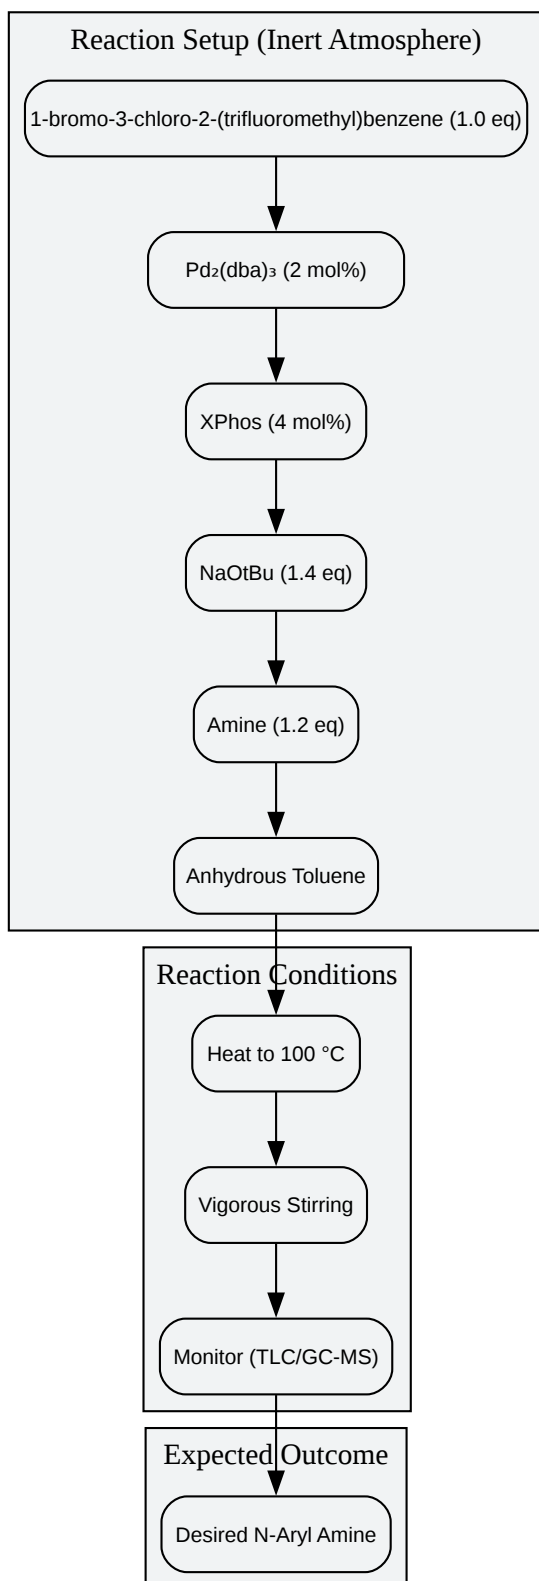 Reaction Setup (Inert Atmosphere)
1-bromo-3-chloro-2-(trifluoromethyl)benzene (1.0 eq)
Pd₂(dba)₃ (2 mol%)
XPhos (4 mol%)
NaOtBu (1.4 eq)
Amine (1.2 eq)
Anhydrous Toluene
Reaction Conditions
Heat to 100 °C
Vigorous Stirring
Monitor (TLC/GC-MS)
Expected Outcome
Desired N-Aryl Amine